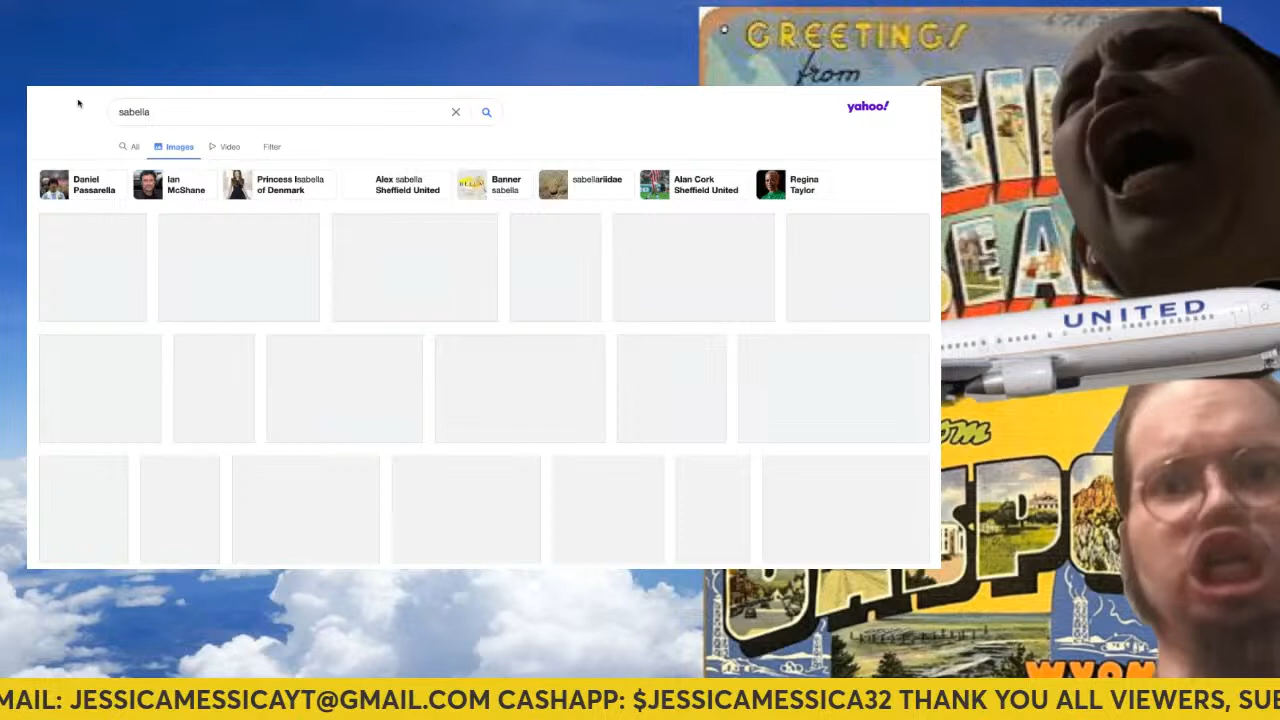 GREETINGS
from
sabella
yahoo!
All
Images
Video
Filter
Daniel
Passarella
Ian
McShane
Princess Isabella
of Denmark
Alex sabella
Sheffield United
Banner
sabella
sabellariidae
Alan Cork
Sheffield United
Regina
Taylor
UNITED
MAIL: JESSICAMESSICAYT@GMAIL.COM CASHAPP: $JESSICAMESSICA32 THANK YOU ALL VIEWERS, SUB